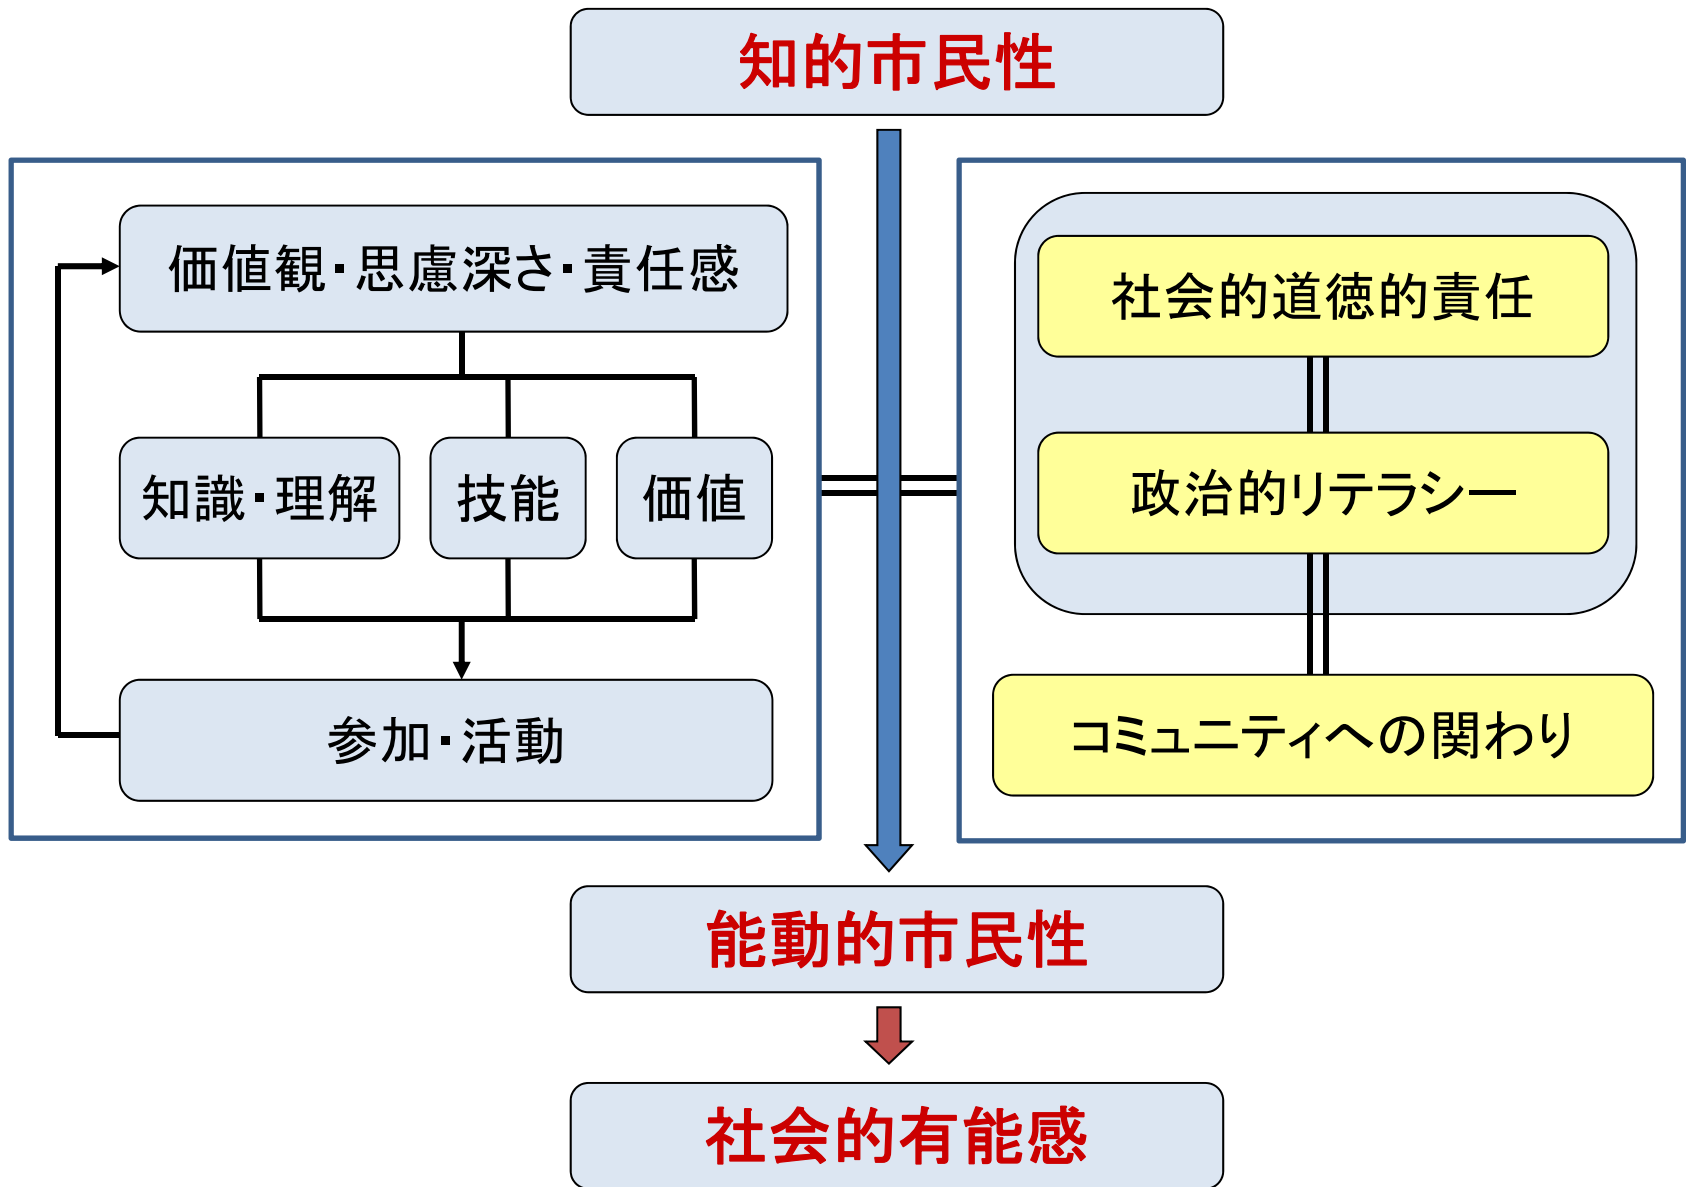 知的市民性
価値観・思慮深さ・責任感
知識・理解
技能
価値
参加・活動
社会的道徳的責任
政治的リテラシー
コミュニティへの関わり
能動的市民性
社会的有能感